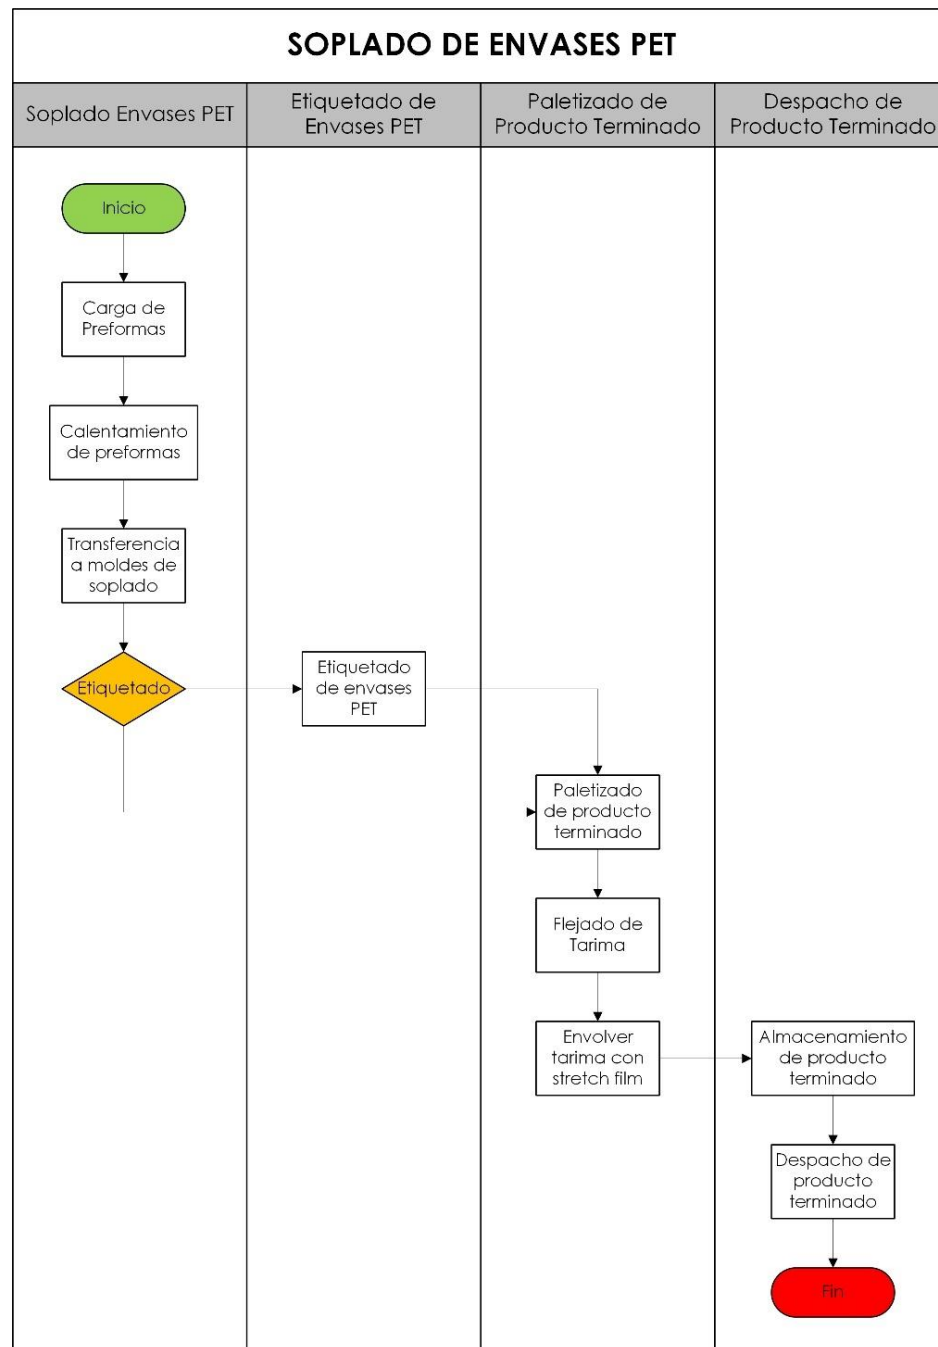 SOPLADO DE ENVASES PET
Soplado Envases PET
Etiquetado de
Envases PET
Paletizado de
Producto Terminado
Despacho de
Producto Terminado
Inicio
Carga de
Preformas
Calentamiento
de preformas
Transferencia
a moldes de
soplado
Etiquetado
Etiquetado
de envases
PET
Paletizado
de producto
terminado
Flejado de
Tarima
Envolver
tarima con
stretch film
Almacenamiento
de producto
terminado
Despacho de
producto
terminado
Fin